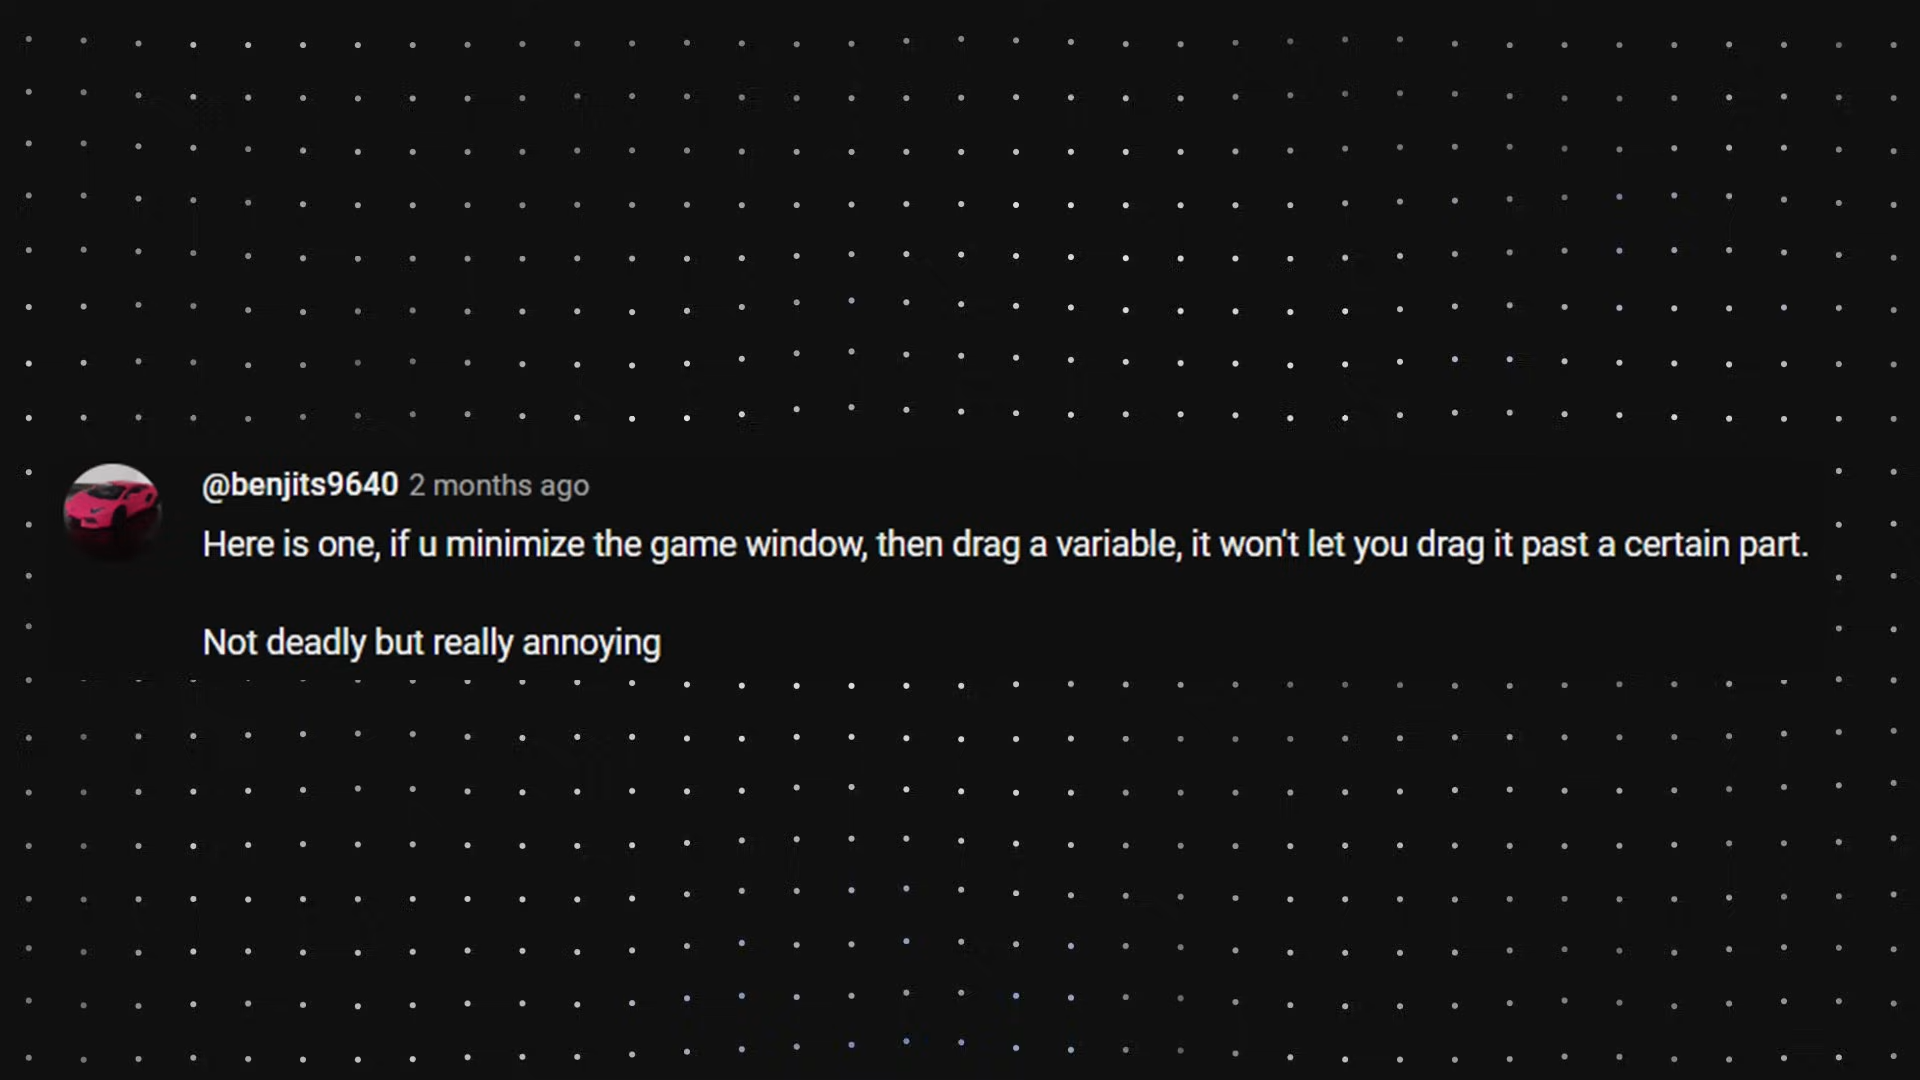 @benjits9640 2 months ago
Here is one, if u minimize the game window, then drag a variable, it won't let you drag it past a certain part.
Not deadly but really annoying